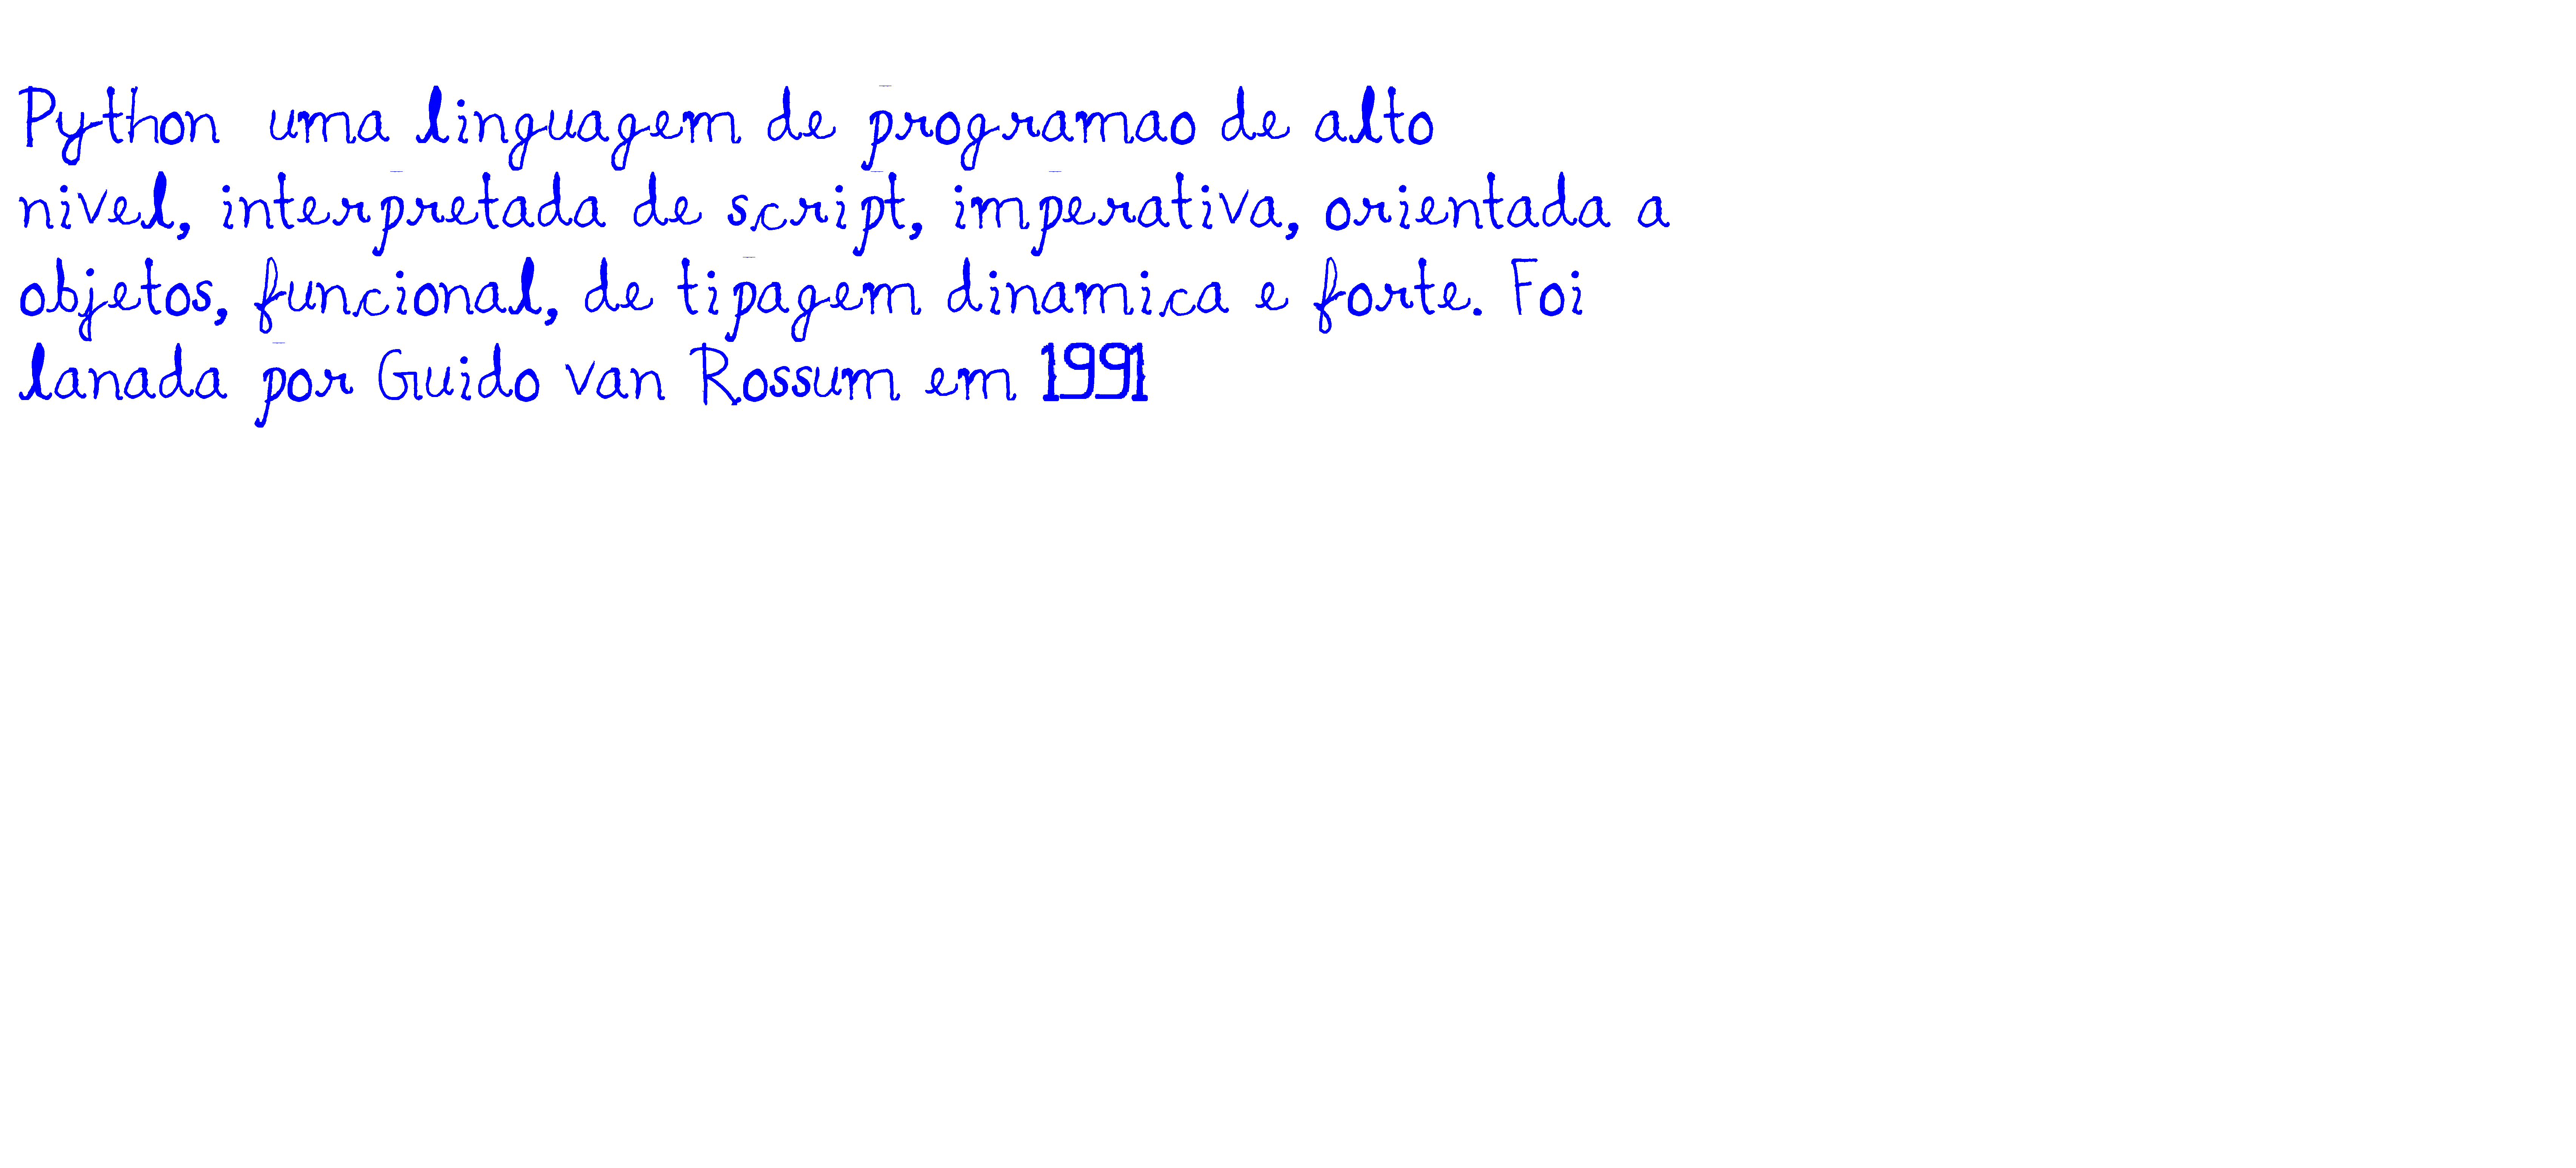 Python  uma linguagem de programao de alto
nivel, interpretada de script, imperativa, orientada a
objetos, funcional, de tipagem dinamica e forte. Foi
lanada por Guido van Rossum em 1991